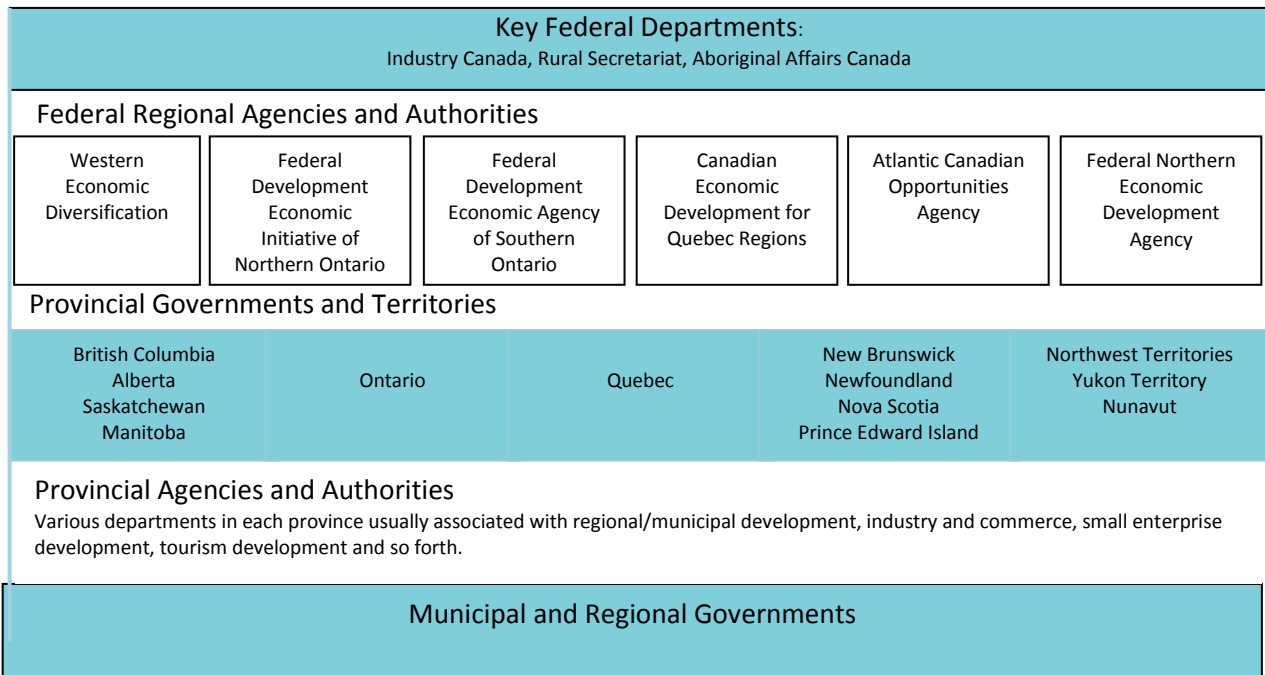 Key Federal Departments:
Industry Canada, Rural Secretariat, Aboriginal Affairs Canada
Federal Regional Agencies and Authorities
Western
Economic
Diversification
Federal
Development
Economic
Initiative of
Northern Ontario
Federal
Development
Economic Agency
of Southern
Ontario
Canadian
Economic
Development for
Quebec Regions
Atlantic Canadian
Opportunities
Agency
Federal Northern
Economic
Development
Agency
Provincial Governments and Territories
British Columbia
Alberta
Saskatchewan
Manitoba
Ontario
Quebec
New Brunswick
Newfoundland
Nova Scotia
Prince Edward Island
Northwest Territories
Yukon Territory
Nunavut
Provincial Agencies and Authorities
Various departments in each province usually associated with regional/municipal development, industry and commerce, small enterprise
development, tourism development and so forth.
Municipal and Regional Governments